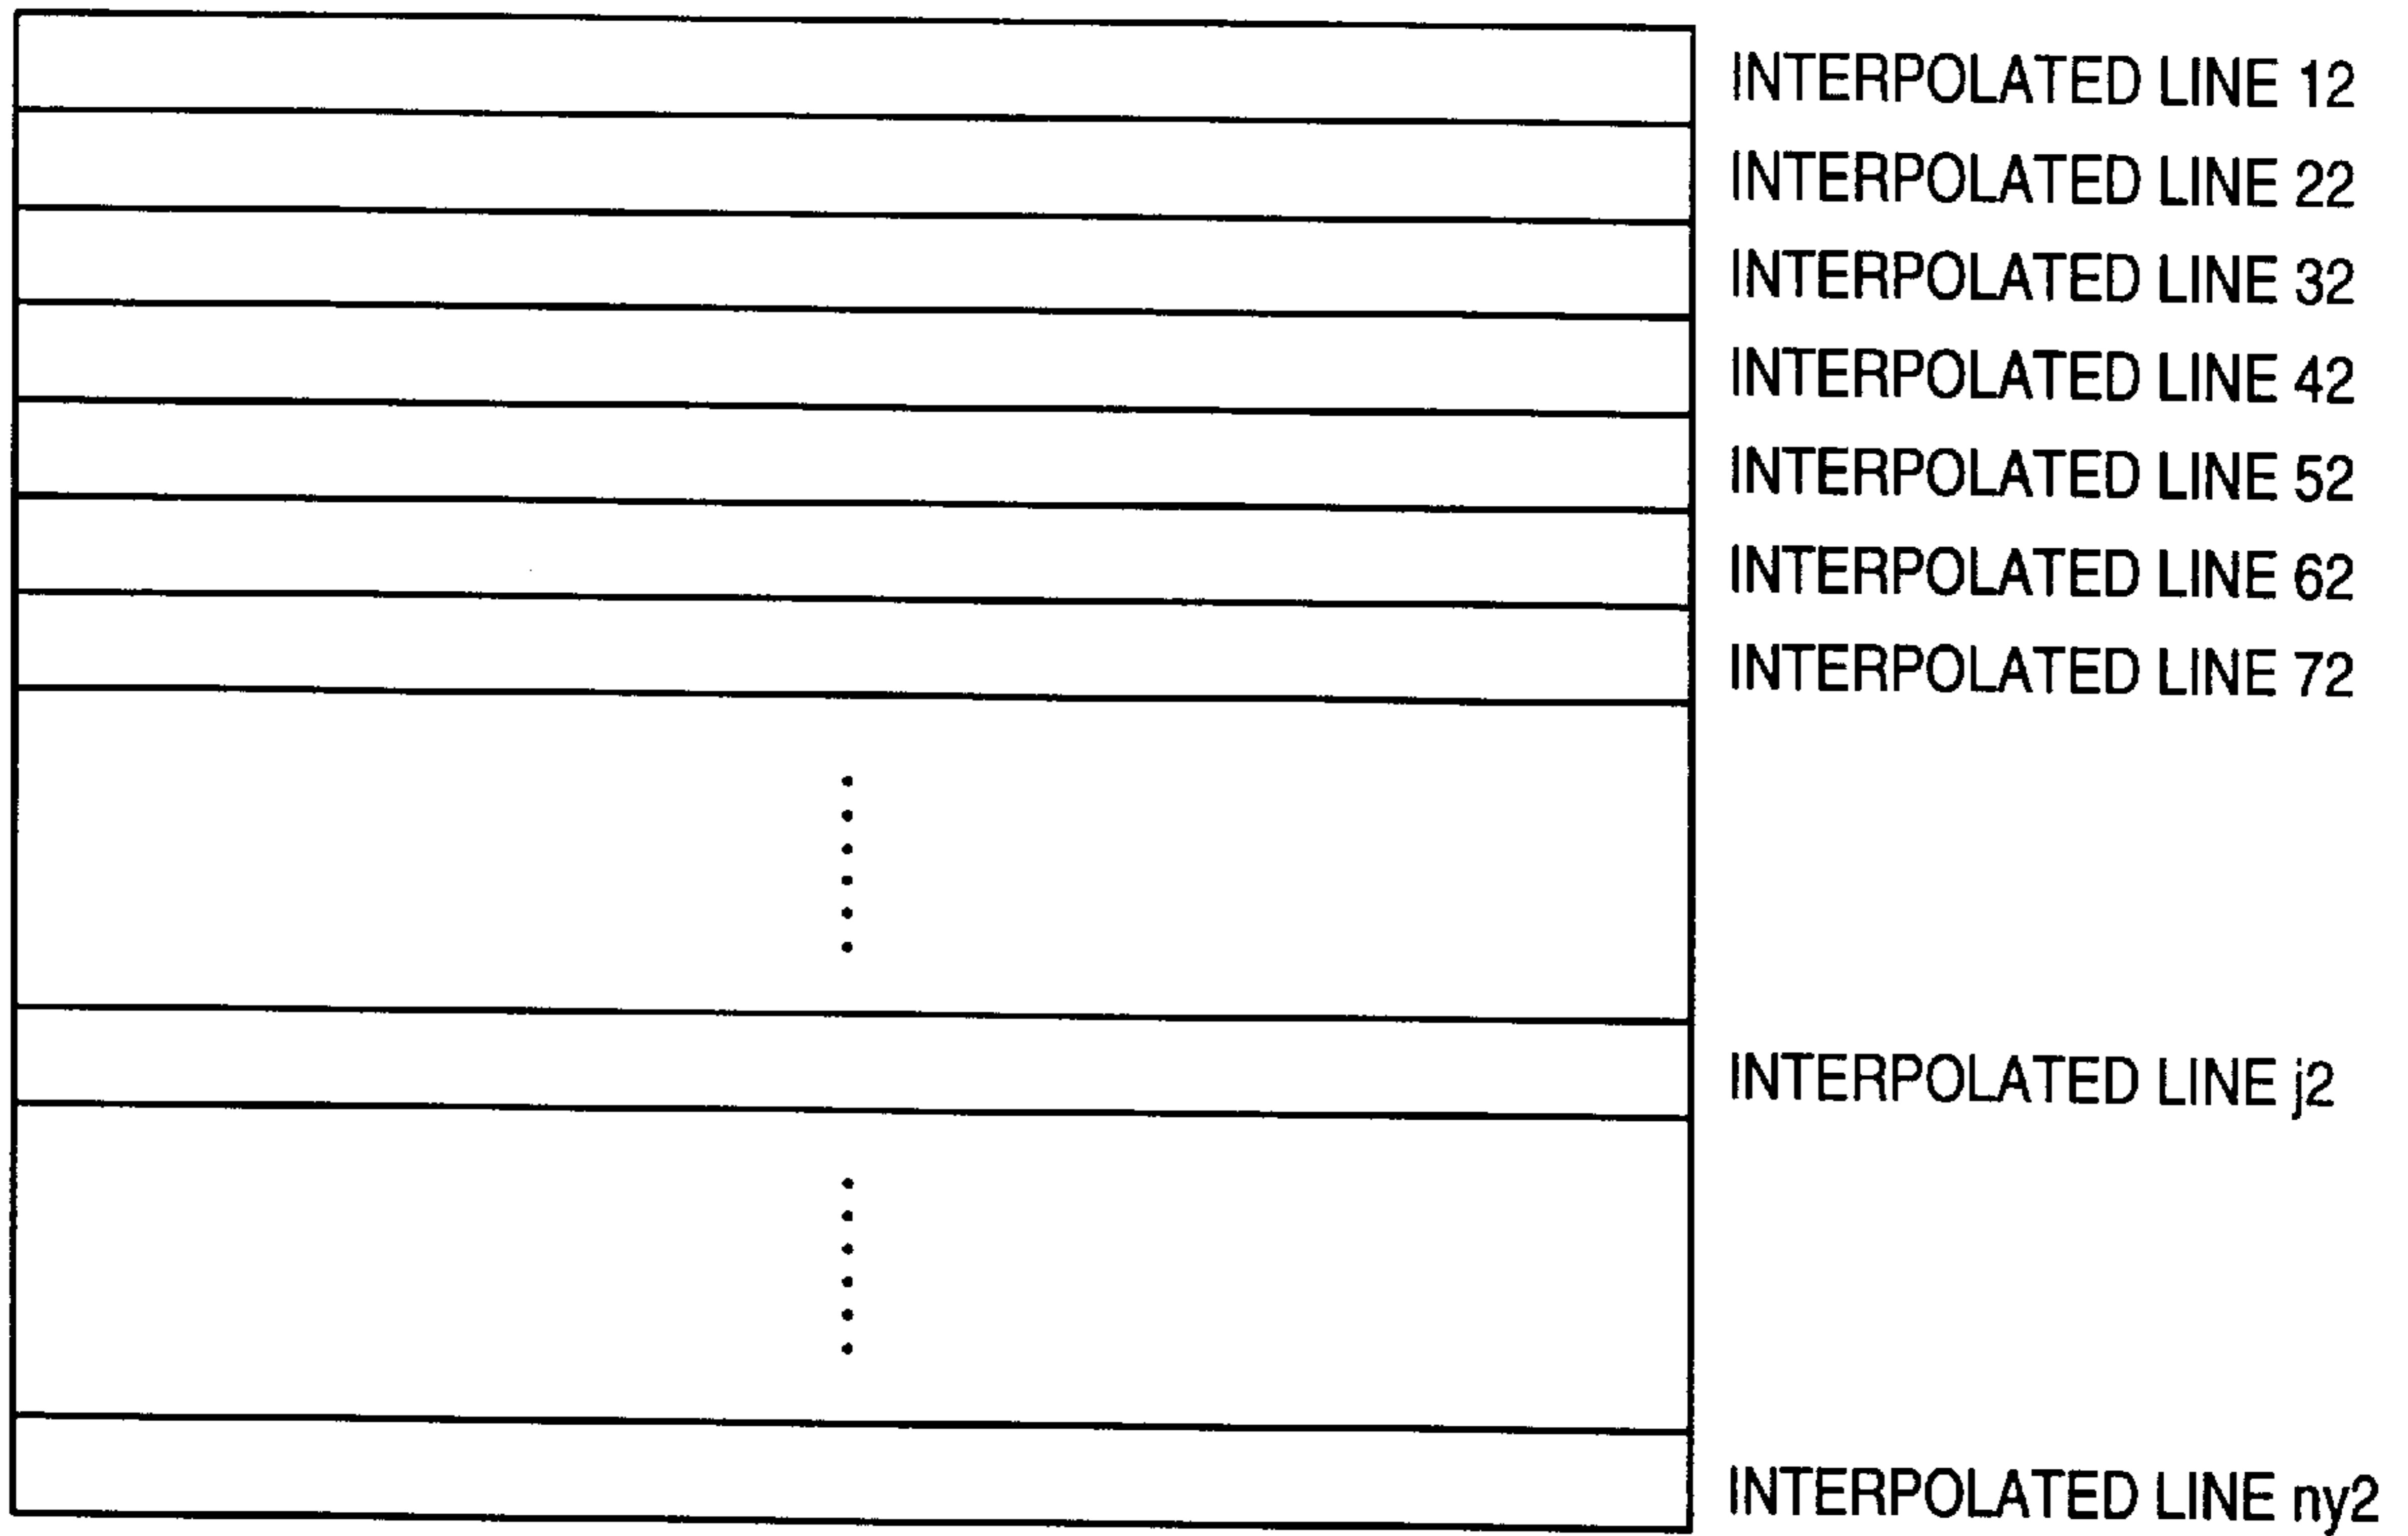 INTERPOLATED LINE 12
INTERPOLATED LINE 22
INTERPOLATED LINE 32
INTERPOLATED LINE 42
INTERPOLATED LINE 52
INTERPOLATED LINE 62
INTERPOLATED LINE 72
INTERPOLATED LINE j2
INTERPOLATED LINE ny2